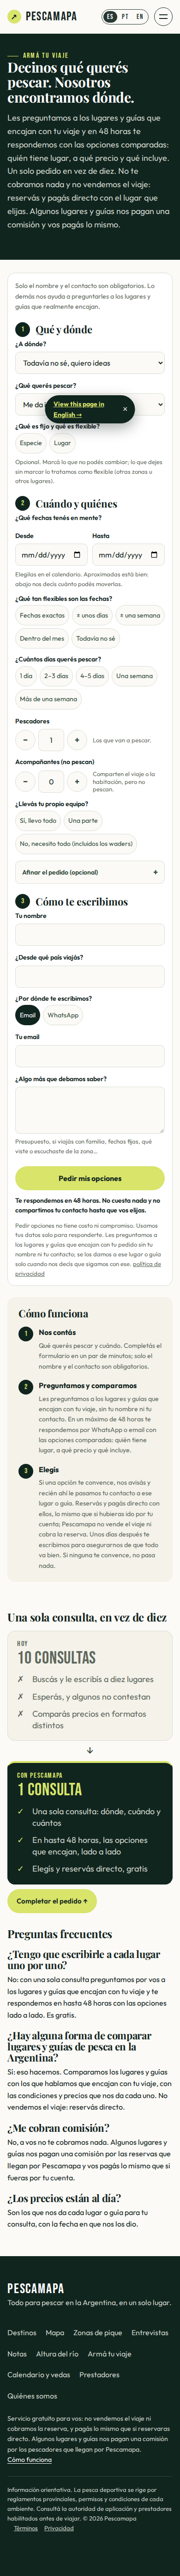 PESCAMAPA
ES PT EN
ARMÁ TU VIAJE
Decinos qué querés
pescar. Nosotros
encontramos dónde.
Les preguntamos a los lugares y guías que
encajan con tu viaje y en 48 horas te
respondemos con las opciones comparadas:
quién tiene lugar, a qué precio y qué incluye.
Un solo pedido en vez de diez. No te
cobramos nada y no vendemos el viaje:
reservás y pagás directo con el lugar que
elijas. Algunos lugares y guías nos pagan una
comisión y vos pagás lo mismo.
Solo el nombre y el contacto son obligatorios. Lo
demás nos ayuda a preguntarles a los lugares y
guías que realmente encajan.
1 Qué y dónde
¿A dónde?
Todavía no sé, quiero ideas
¿Qué querés pescar?
Me da
View this page in
English →
×
¿Qué es fijo y qué es flexible?
Especie Lugar
Opcional. Marcá lo que no podés cambiar; lo que dejes
sin marcar lo tratamos como flexible (otras zonas u
otros lugares).
2 Cuándo y quiénes
¿Qué fechas tenés en mente?
Desde Hasta
mm/dd/yyyy mm/dd/yyyy
Elegilas en el calendario. Aproximadas está bien:
abajo nos decís cuánto podés moverlas.
¿Qué tan flexibles son las fechas?
Fechas exactas ± unos días ± una semana
Dentro del mes Todavía no sé
¿Cuántos días querés pescar?
1 día 2–3 días 4–5 días Una semana
Más de una semana
Pescadores
− 1 + Los que van a pescar.
Acompañantes (no pescan)
− 0 + Comparten el viaje o la
habitación, pero no
pescan.
¿Llevás tu propio equipo?
Sí, llevo todo Una parte
No, necesito todo (incluidos los waders)
Afinar el pedido (opcional) +
3 Cómo te escribimos
Tu nombre
¿Desde qué país viajás?
¿Por dónde te escribimos?
Email WhatsApp
Tu email
¿Algo más que debamos saber?
Presupuesto, si viajás con familia, fechas fijas, qué
viste o escuchaste de la zona…
Pedir mis opciones
Te respondemos en 48 horas. No cuesta nada y no
compartimos tu contacto hasta que vos elijas.
Pedir opciones no tiene costo ni compromiso. Usamos
tus datos solo para responderte. Les preguntamos a
los lugares y guías que encajan con tu pedido sin tu
nombre ni tu contacto; se los damos a ese lugar o guía
solo cuando nos decís que sigamos con ese. política de
privacidad
Cómo funciona
1 Nos contás
Qué querés pescar y cuándo. Completás el
formulario en un par de minutos; solo el
nombre y el contacto son obligatorios.
2 Preguntamos y comparamos
Les preguntamos a los lugares y guías que
encajan con tu viaje, sin tu nombre ni tu
contacto. En un máximo de 48 horas te
respondemos por WhatsApp o email con
las opciones comparadas: quién tiene
lugar, a qué precio y qué incluye.
3 Elegís
Si una opción te convence, nos avisás y
recién ahí le pasamos tu contacto a ese
lugar o guía. Reservás y pagás directo con
ellos, lo mismo que si hubieras ido por tu
cuenta; Pescamapa no vende el viaje ni
cobra la reserva. Unos días después te
escribimos para asegurarnos de que todo
va bien. Si ninguna te convence, no pasa
nada.
Una sola consulta, en vez de diez
HOY
10 CONSULTAS
✗ Buscás y le escribís a diez lugares
✗ Esperás, y algunos no contestan
✗ Comparás precios en formatos
distintos
↓
CON PESCAMAPA
1 CONSULTA
✓ Una sola consulta: dónde, cuándo y
cuántos
✓ En hasta 48 horas, las opciones
que encajan, lado a lado
✓ Elegís y reservás directo, gratis
Completar el pedido ↑
Preguntas frecuentes
¿Tengo que escribirle a cada lugar
uno por uno?
No: con una sola consulta preguntamos por vos a
los lugares y guías que encajan con tu viaje y te
respondemos en hasta 48 horas con las opciones
lado a lado. Es gratis.
¿Hay alguna forma de comparar
lugares y guías de pesca en la
Argentina?
Sí: eso hacemos. Comparamos los lugares y guías
con los que hablamos que encajan con tu viaje, con
las condiciones y precios que nos da cada uno. No
vendemos el viaje: reservás directo.
¿Me cobran comisión?
No, a vos no te cobramos nada. Algunos lugares y
guías nos pagan una comisión por las reservas que
llegan por Pescamapa y vos pagás lo mismo que si
fueras por tu cuenta.
¿Los precios están al día?
Son los que nos da cada lugar o guía para tu
consulta, con la fecha en que nos los dio.
PESCAMAPA
Todo para pescar en la Argentina, en un solo lugar.
Destinos Mapa Zonas de pique Entrevistas
Notas Altura del río Armá tu viaje
Calendario y vedas Prestadores
Quiénes somos
Servicio gratuito para vos: no vendemos el viaje ni
cobramos la reserva, y pagás lo mismo que si reservaras
directo. Algunos lugares y guías nos pagan una comisión
por los pescadores que llegan por Pescamapa.
Cómo funciona
Información orientativa. La pesca deportiva se rige por
reglamentos provinciales, permisos y condiciones de cada
ambiente. Consultá la autoridad de aplicación y prestadores
habilitados antes de viajar. © 2026 Pescamapa
Términos Privacidad